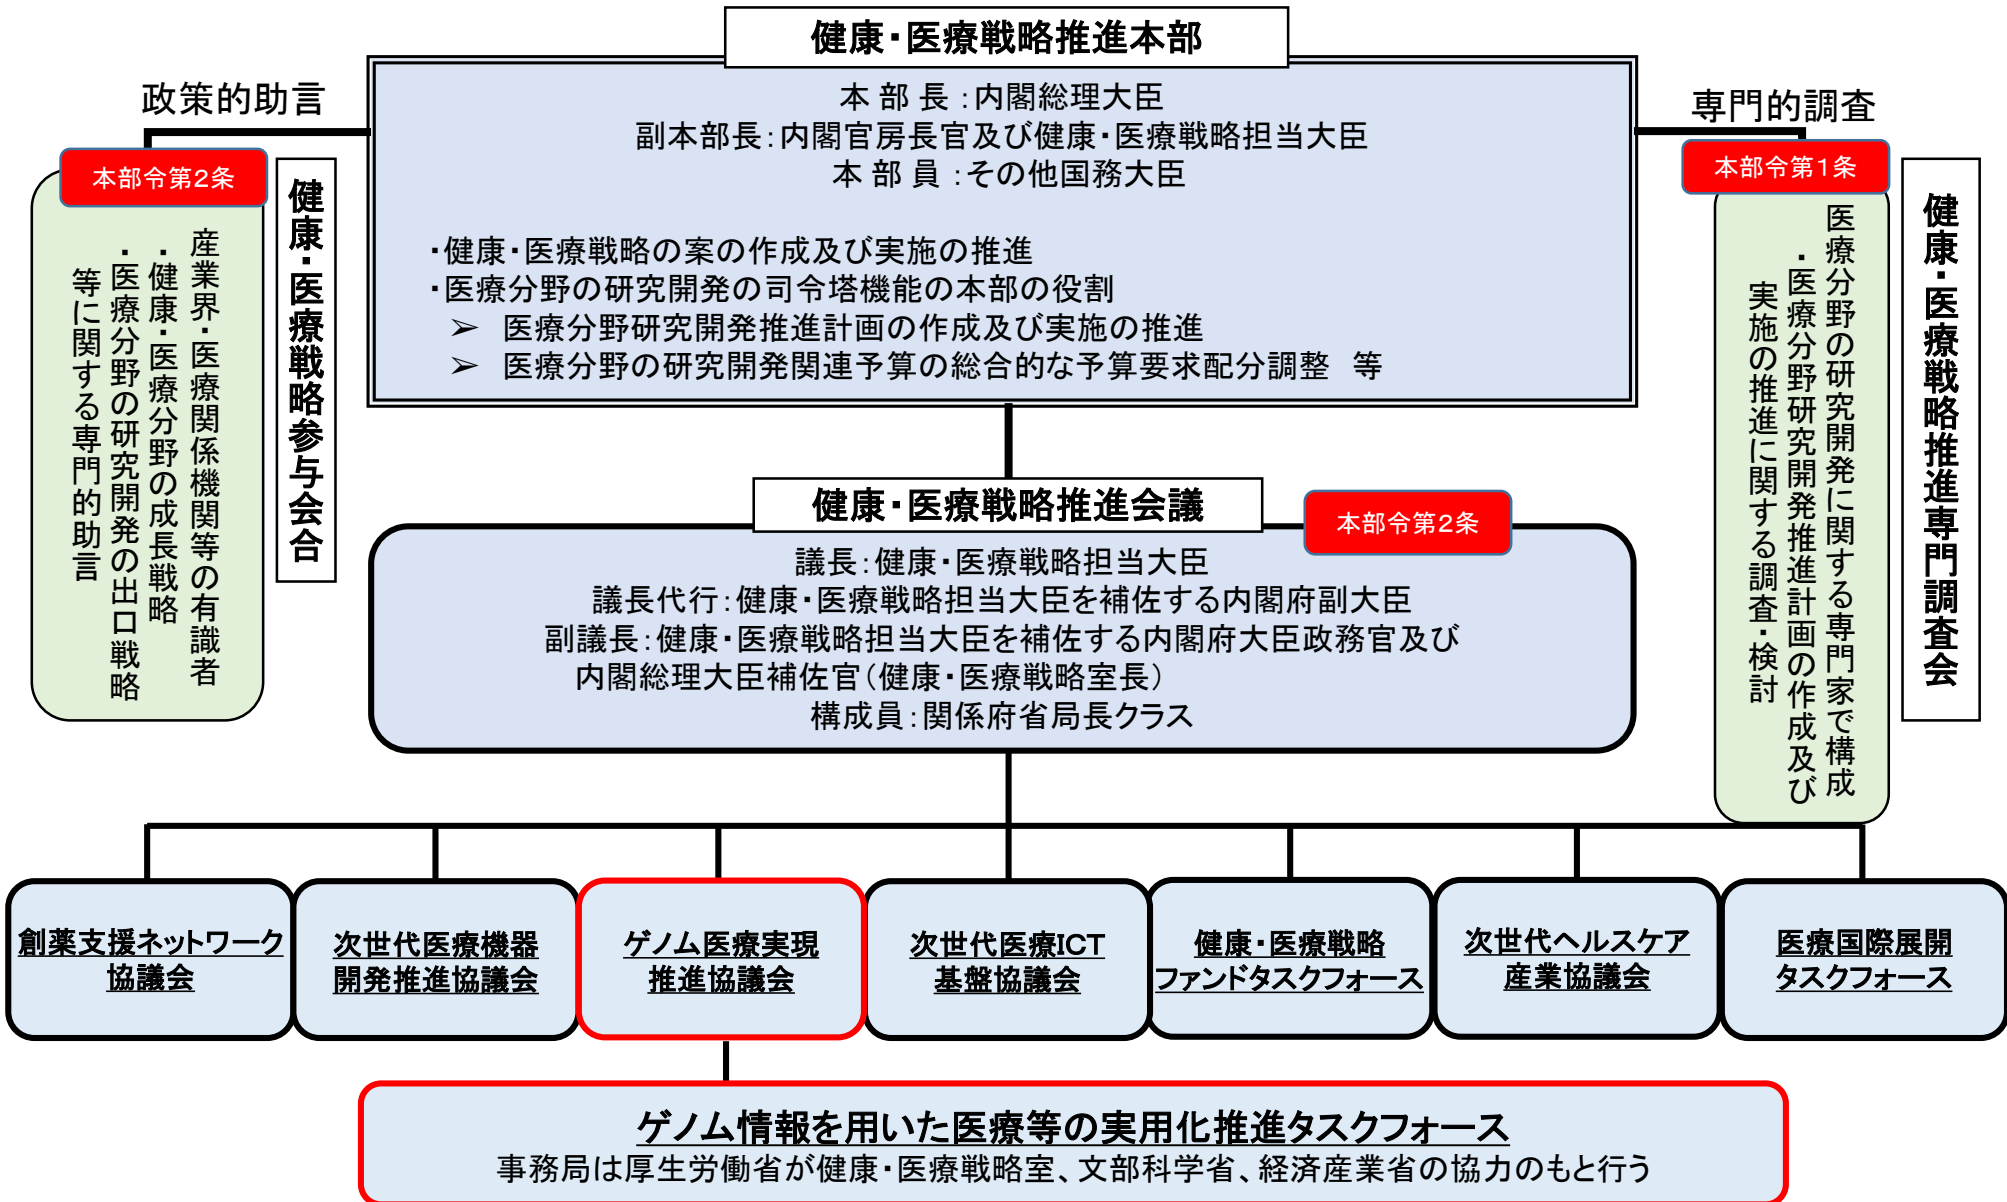 健康・医療戦略推進本部
本 部 長 ：内閣総理大臣
副本部長：内閣官房長官及び健康・医療戦略担当大臣
本 部 員 ：その他国務大臣
・健康・医療戦略の案の作成及び実施の推進
・医療分野の研究開発の司令塔機能の本部の役割
➢ 医療分野研究開発推進計画の作成及び実施の推進
➢ 医療分野の研究開発関連予算の総合的な予算要求配分調整　等
政策的助言
本部令第２条
健康・医療戦略参与会合
産業界・医療関係機関等の有識者
・健康・医療分野の成長戦略
・医療分野の研究開発の出口戦略
等に関する専門的助言
専門的調査
本部令第１条
健康・医療戦略推進専門調査会
医療分野の研究開発に関する専門家で構成
・医療分野研究開発推進計画の作成及び
実施の推進に関する調査・検討
健康・医療戦略推進会議
本部令第２条
議長：健康・医療戦略担当大臣
議長代行：健康・医療戦略担当大臣を補佐する内閣府副大臣
副議長：健康・医療戦略担当大臣を補佐する内閣府大臣政務官及び
内閣総理大臣補佐官（健康・医療戦略室長）
構成員：関係府省局長クラス
創薬支援ネットワーク
協議会
次世代医療機器
開発推進協議会
ゲノム医療実現
推進協議会
次世代医療ICT
基盤協議会
健康・医療戦略
ファンドタスクフォース
次世代ヘルスケア
産業協議会
医療国際展開
タスクフォース
ゲノム情報を用いた医療等の実用化推進タスクフォース
事務局は厚生労働省が健康・医療戦略室、文部科学省、経済産業省の協力のもと行う